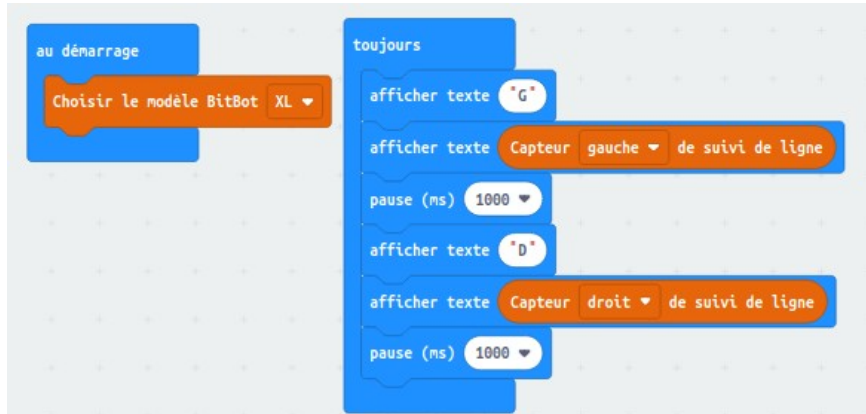 au démarrage
Choisir le modèle BitBot XL
toujours
afficher texte "G"
afficher texte Capteur gauche de suivi de ligne
pause (ms) 1000
afficher texte "D"
afficher texte Capteur droit de suivi de ligne
pause (ms) 1000